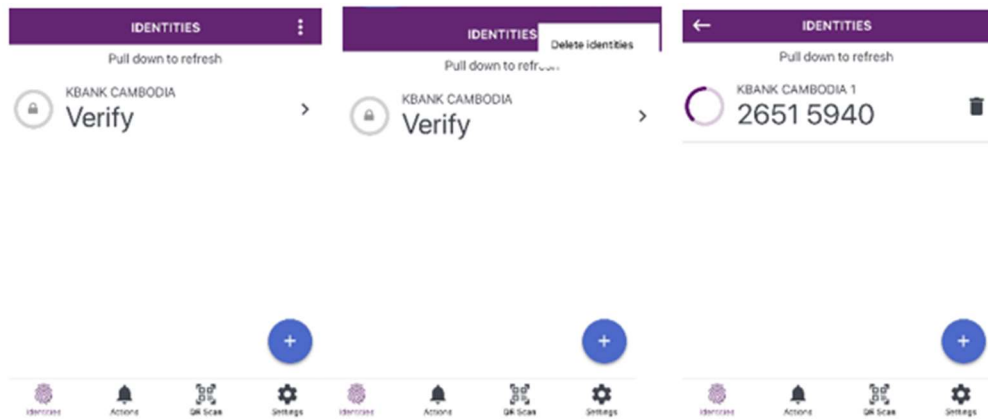 IDENTITIES
Pull down to refresh
KBANK CAMBODIA
Verify
Identities
Actions
QR Scan
Settings
IDENTITIES
Delete identities
Pull down to refr
KBANK CAMBODIA
Verify
Identities
Actions
QR Scan
Settings
IDENTITIES
Pull down to refresh
KBANK CAMBODIA 1
2651 5940
Identities
Actions
QR Scan
Settings